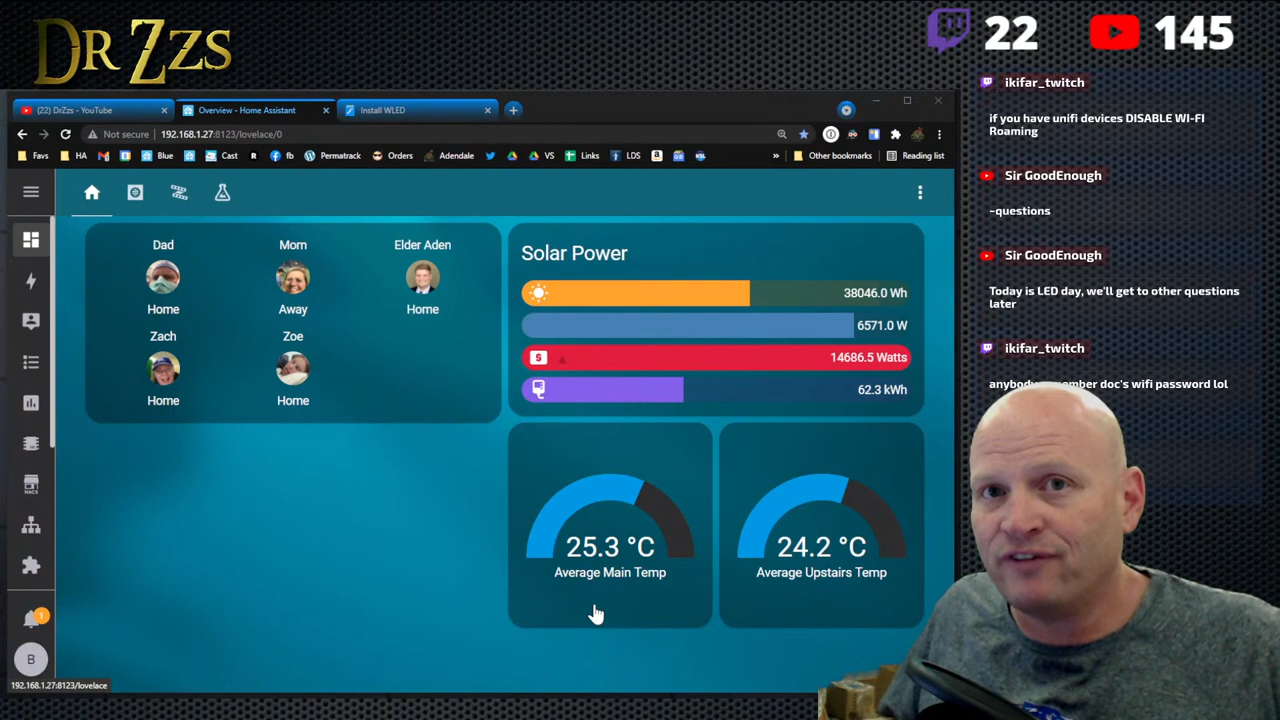 DR ZZS
22 145
(22) DrZzs - YouTube
Overview - Home Assistant
Install WLED
Not secure 192.168.1.27:8123/lovelace/0
Favs HA Blue Cast fb Permatrack Orders Adendale VS Links LDS Other bookmarks Reading list
Dad Mom Elder Aden
Home Away Home
Zach Zoe
Home Home
Solar Power
38046.0 Wh
6571.0 W
$ 14686.5 Watts
62.3 kWh
25.3 °C
Average Main Temp
24.2 °C
Average Upstairs Temp
HACS
1
B
192.168.1.27:8123/lovelace
ikifar_twitch
if you have unifi devices DISABLE WI-FI
Roaming
Sir GoodEnough
-questions
Sir GoodEnough
Today is LED day, we'll get to other questions
later
ikifar_twitch
doc's wifi password lol